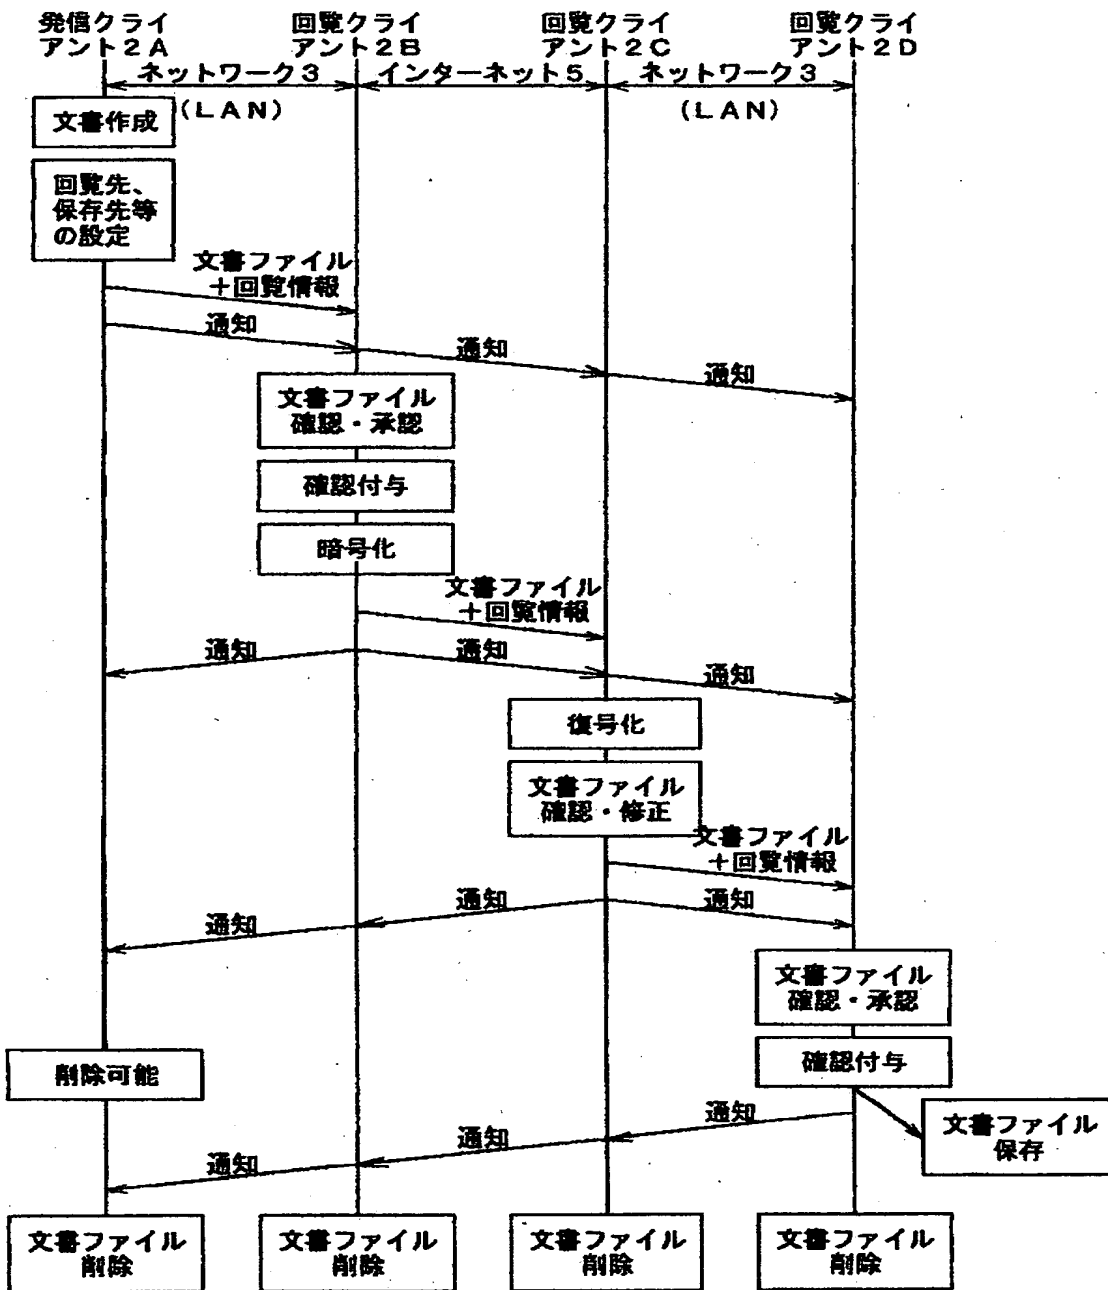 発信クライ
アント2A
回覧クライ
アント2B
回覧クライ
アント2C
回覧クライ
アント2D
ネットワーク3
インターネット5
ネットワーク3
(LAN)
(LAN)
文書作成
回覧先、
保存先等
の設定
文書ファイル
+回覧情報
通知
通知
通知
文書ファイル
確認・承認
確認付与
暗号化
文書ファイル
+回覧情報
通知
通知
通知
復号化
文書ファイル
確認・修正
文書ファイル
+回覧情報
通知
通知
通知
文書ファイル
確認・承認
削除可能
確認付与
通知
文書ファイル
保存
通知
通知
文書ファイル
削除
文書ファイル
削除
文書ファイル
削除
文書ファイル
削除